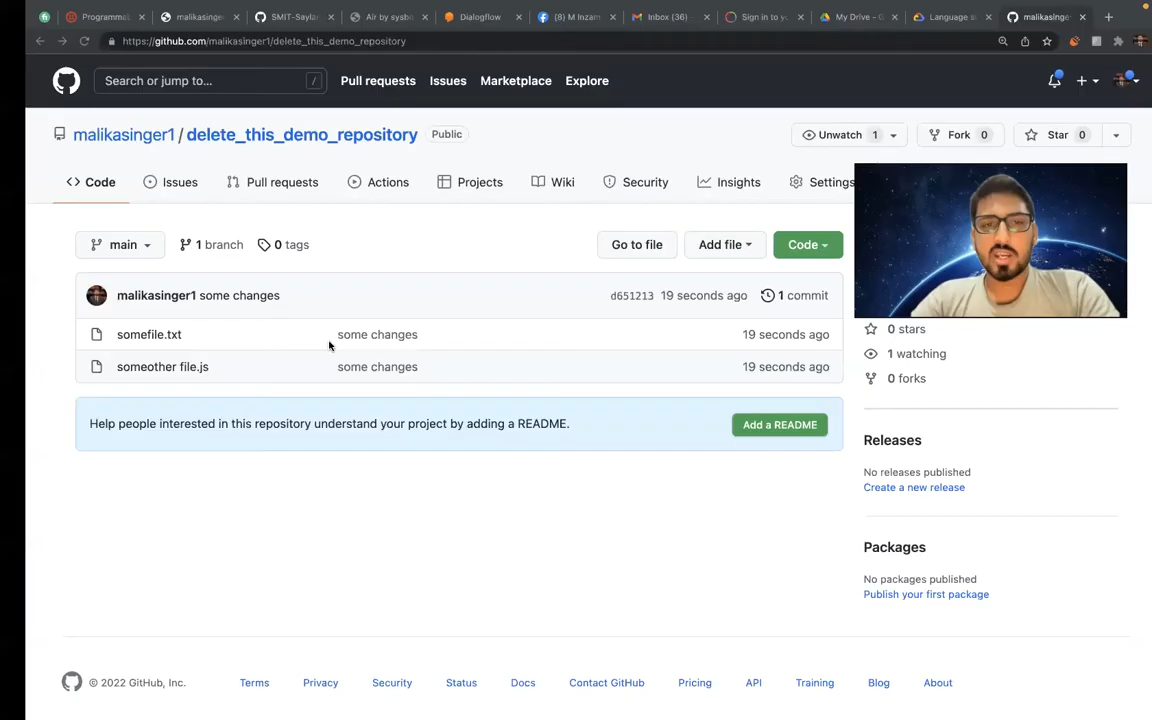 Programma
malikasinger
SMIT-Saylan
Air by sysb
Dialogflow
(8) M Inzam
Inbox (36)
Sign in to y
My Drive - G
Language s
malikasinge
https://github.com/malikasinger1/delete_this_demo_repository
Search or jump to... /
Pull requests Issues Marketplace Explore
malikasinger1 / delete_this_demo_repository Public
Unwatch 1 Fork 0 Star 0
Code Issues Pull requests Actions Projects Wiki Security Insights Settings
main 1 branch 0 tags Go to file Add file Code
malikasinger1 some changes d651213 19 seconds ago 1 commit
somefile.txt some changes 19 seconds ago
someother file.js some changes 19 seconds ago
Help people interested in this repository understand your project by adding a README. Add a README
0 stars
1 watching
0 forks
Releases
No releases published
Create a new release
Packages
No packages published
Publish your first package
© 2022 GitHub, Inc. Terms Privacy Security Status Docs Contact GitHub Pricing API Training Blog About